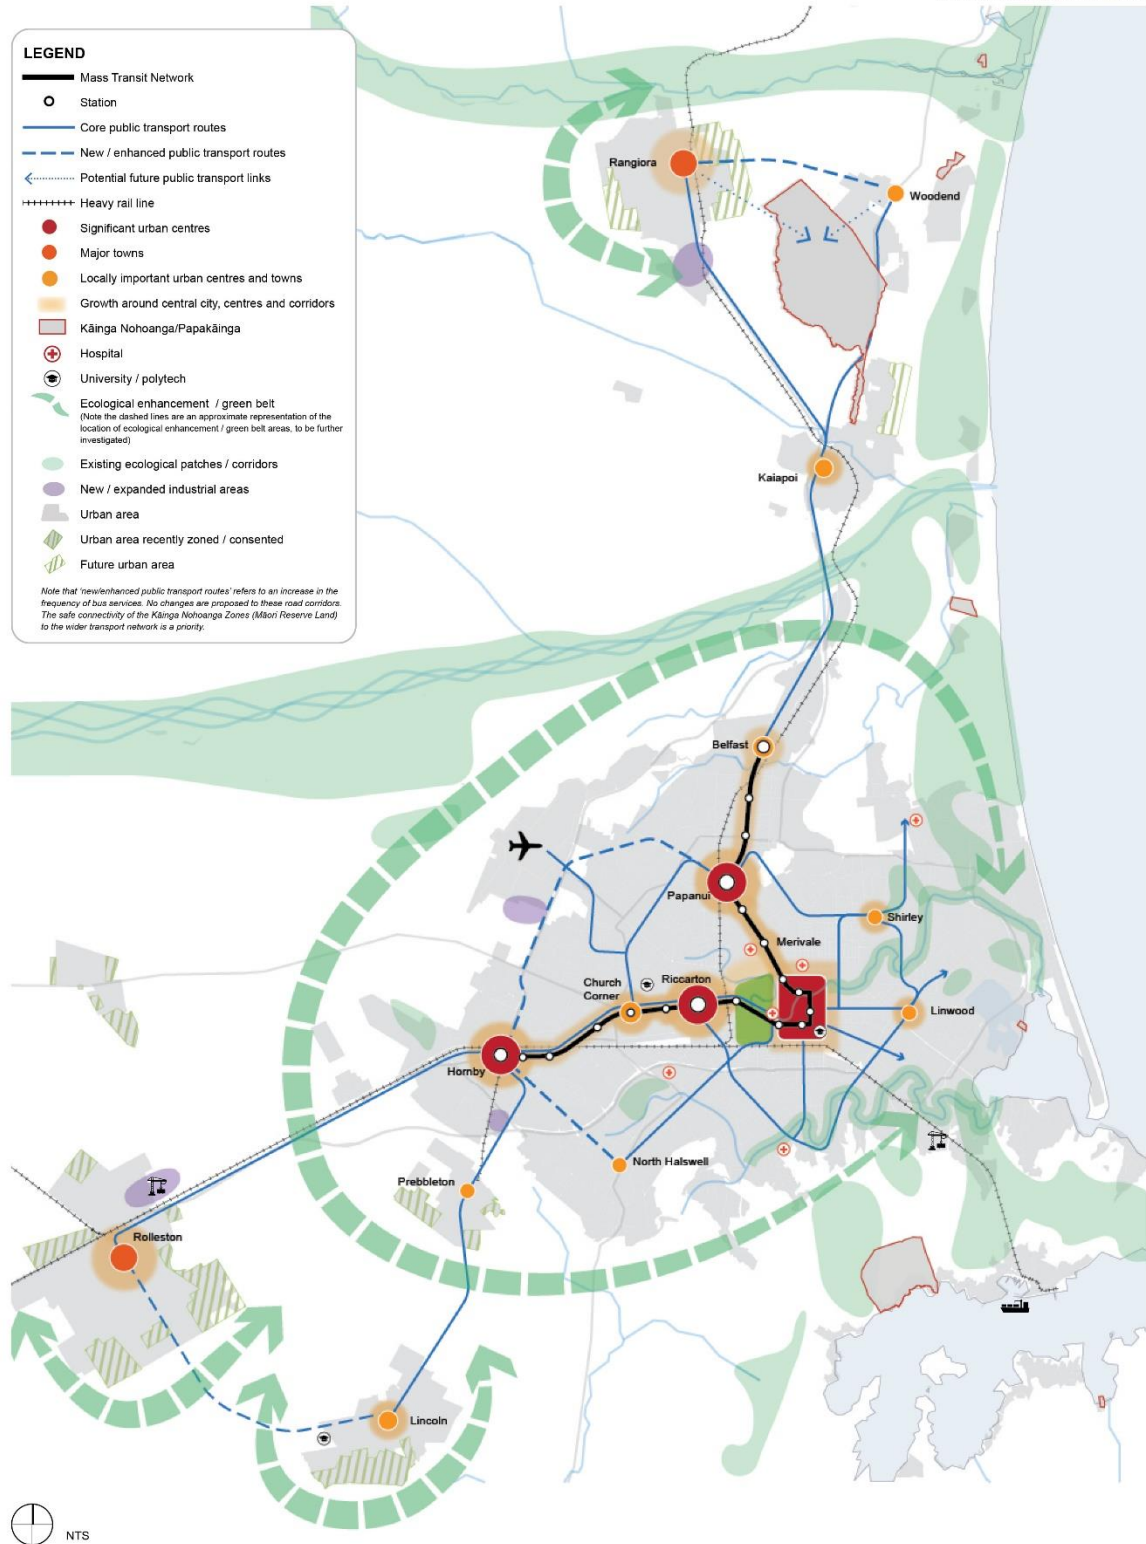 LEGEND
Mass Transit Network
Station
Core public transport routes
New / enhanced public transport routes
Potential future public transport links
Heavy rail line
Significant urban centres
Major towns
Locally important urban centres and towns
Growth around central city, centres and corridors
Kāinga Nohoanga/Papakāinga
Hospital
University / polytech
Ecological enhancement / green belt
(Note the dashed lines are an approximate representation of the
location of ecological enhancement / green belt areas, to be further
investigated)
Existing ecological patches / corridors
New / expanded industrial areas
Urban area
Urban area recently zoned / consented
Future urban area
Note that 'new/enhanced public transport routes' refers to an increase in the
frequency of bus services. No changes are proposed to these road corridors.
The safe connectivity of the Kāinga Nohoanga Zones (Māori Reserve Land)
to the wider transport network is a priority.
Rangiora
Woodend
Kaiapoi
Belfast
Papanui
Shirley
Merivale
Church
Corner
Riccarton
Linwood
Hornby
North Halswell
Prebbleton
Rolleston
Lincoln
NTS